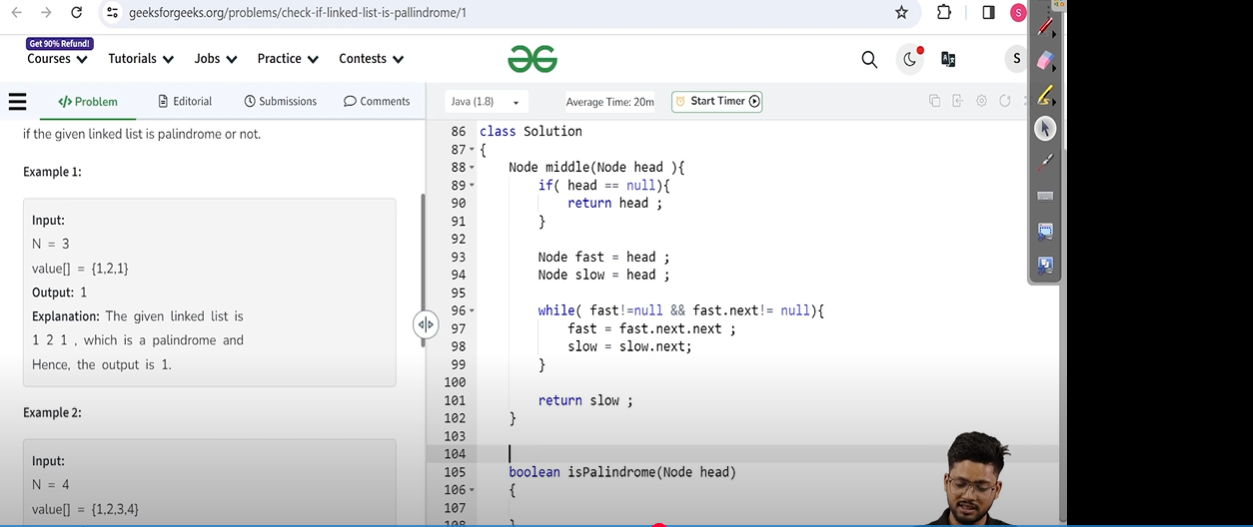 geeksforgeeks.org/problems/check-if-linked-list-is-pallindrome/1
S
Get 90% Refund!
Courses Tutorials Jobs Practice Contests
S
Problem Editorial Submissions Comments
Java (1.8) Average Time: 20m Start Timer
if the given linked list is palindrome or not.
Example 1:
Input:
N = 3
value[] = {1,2,1}
Output: 1
Explanation: The given linked list is
1 2 1 , which is a palindrome and
Hence, the output is 1.
Example 2:
Input:
N = 4
value[] = {1,2,3,4}
86 class Solution
87 {
88 Node middle(Node head ){
89 if( head == null){
90 return head ;
91 }
92
93 Node fast = head ;
94 Node slow = head ;
95
96 while( fast!=null && fast.next!= null){
97 fast = fast.next.next ;
98 slow = slow.next;
99 }
100
101 return slow ;
102 }
103
104
105 boolean isPalindrome(Node head)
106 {
107
108 }